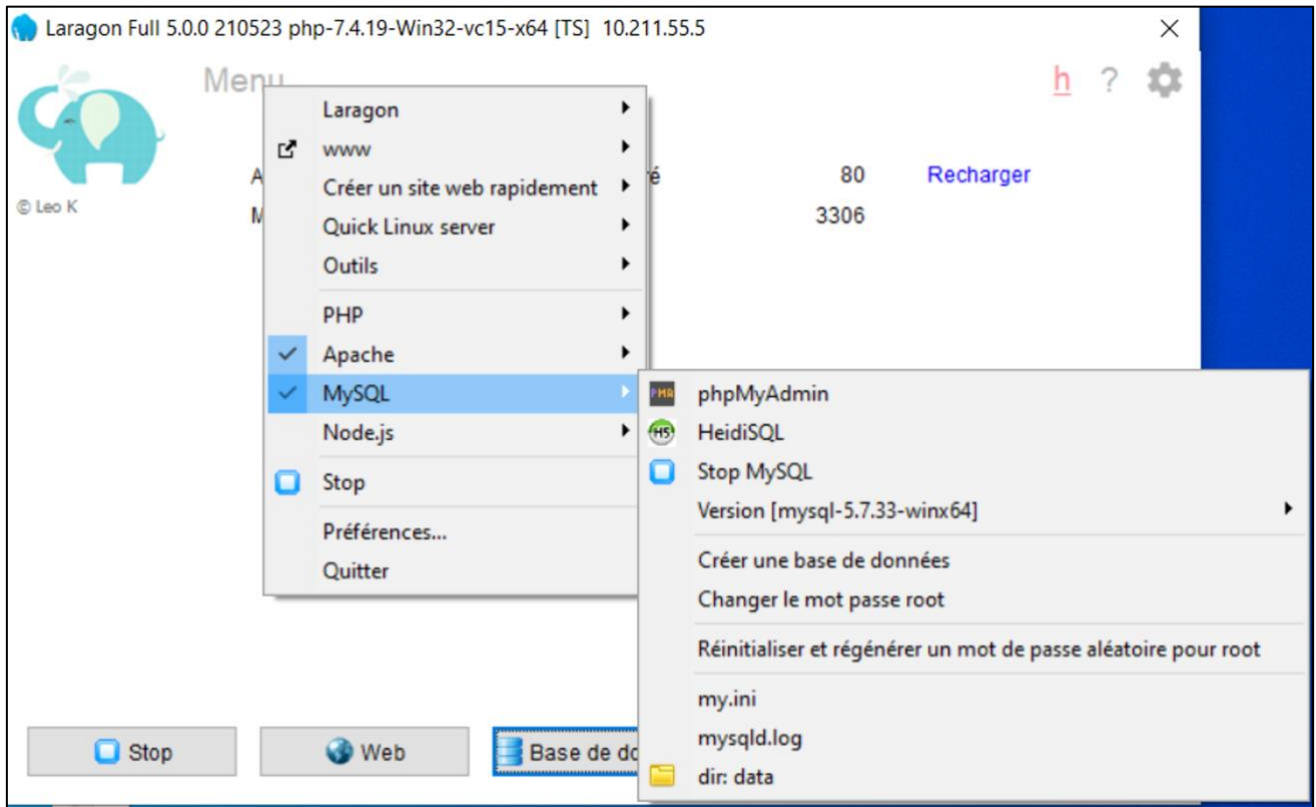 Laragon Full 5.0.0 210523 php-7.4.19-Win32-vc15-x64 [TS] 10.211.55.5
Menu
h ?
© Leo K
80 Recharger
3306
Laragon
www
Créer un site web rapidement
Quick Linux server
Outils
PHP
Apache
MySQL
Node.js
Stop
Préférences...
Quitter
PMA phpMyAdmin
HS HeidiSQL
Stop MySQL
Version [mysql-5.7.33-winx64]
Créer une base de données
Changer le mot passe root
Réinitialiser et régénérer un mot de passe aléatoire pour root
my.ini
mysqld.log
dir: data
Stop
Web
Base de